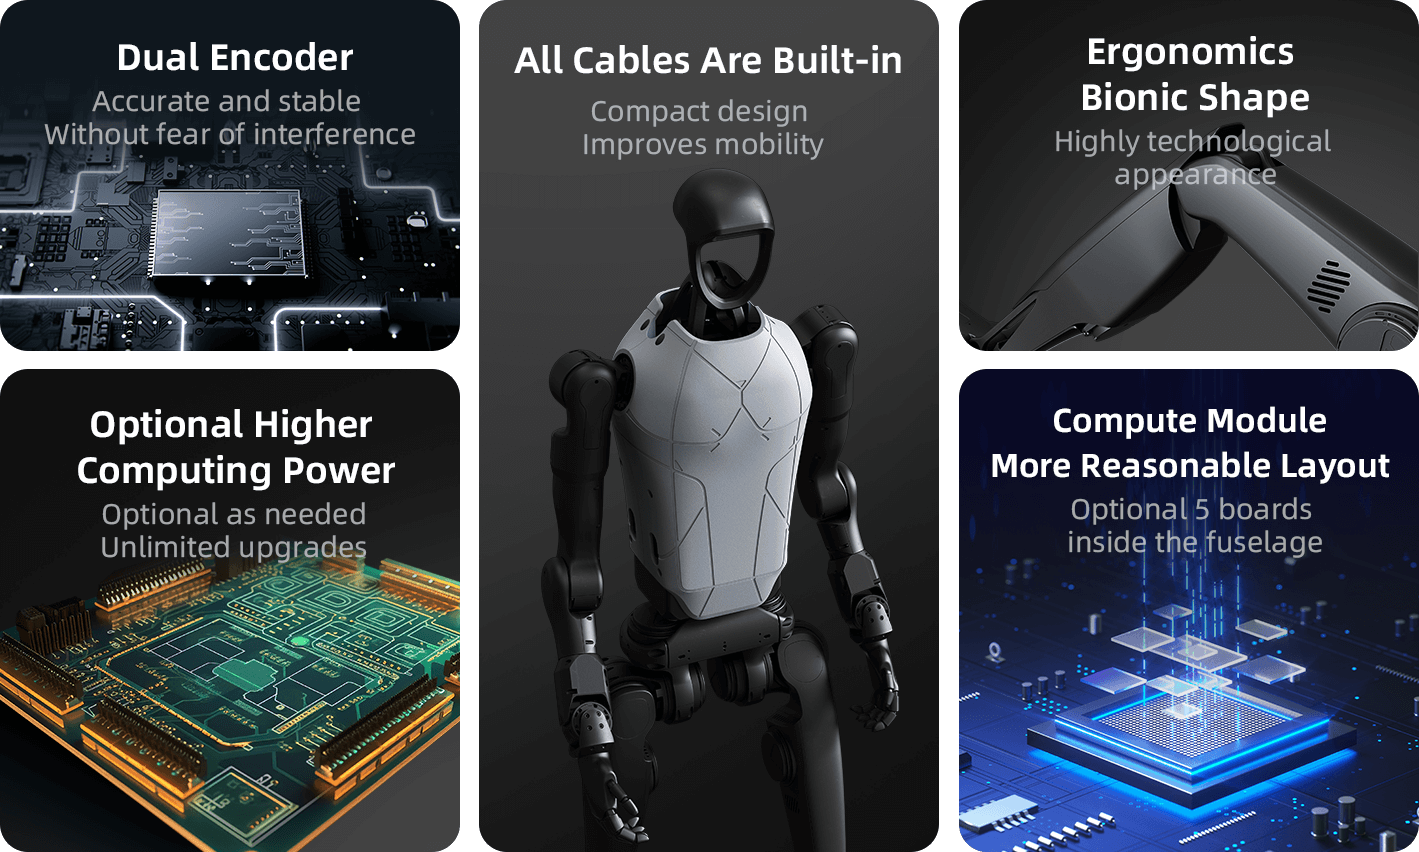 Dual Encoder
Accurate and stable
Without fear of interference
All Cables Are Built-in
Compact design
Improves mobility
Ergonomics
Bionic Shape
Highly technological
appearance
Optional Higher
Computing Power
Optional as needed
Unlimited upgrades
Compute Module
More Reasonable Layout
Optional 5 boards
inside the fuselage